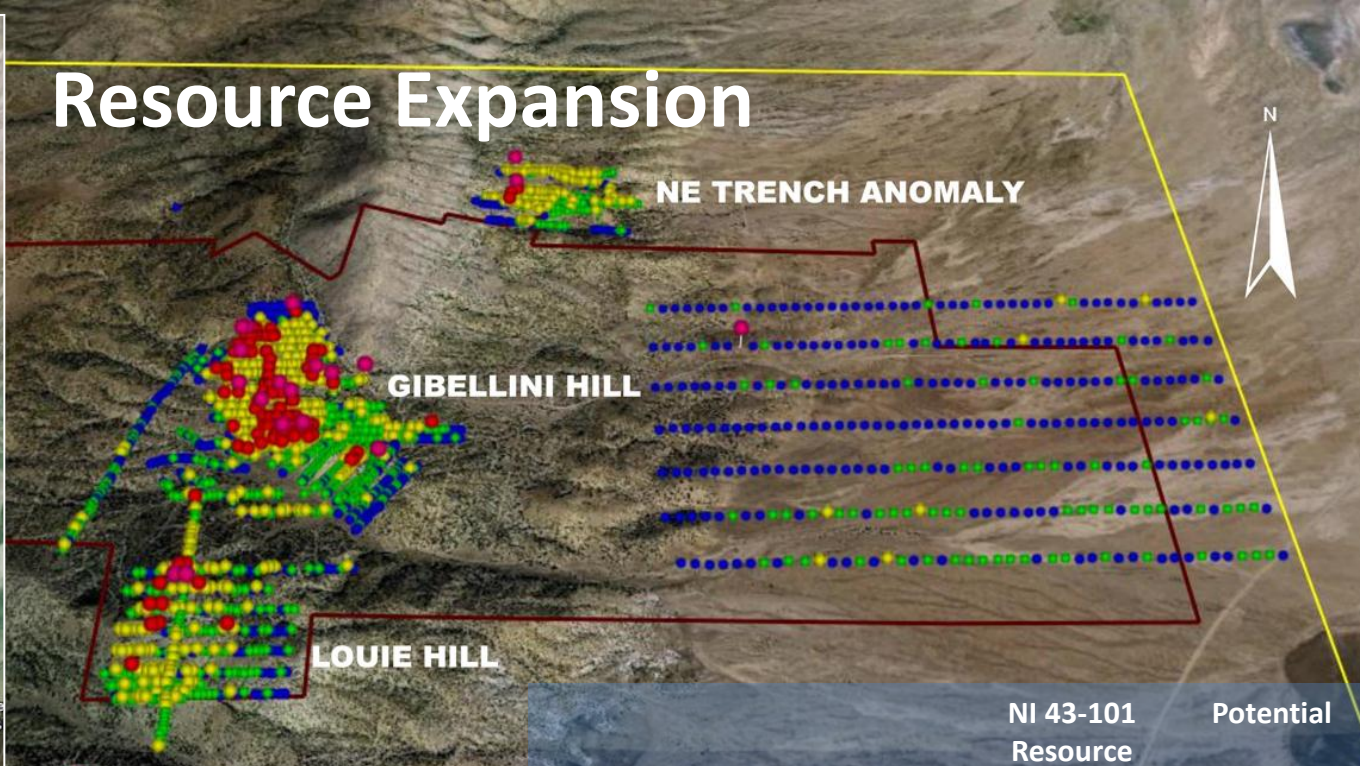 Resource Expansion
N
NE TRENCH ANOMALY
GIBELLINI HILL
LOUIE HILL
NI 43-101 Potential
Resource